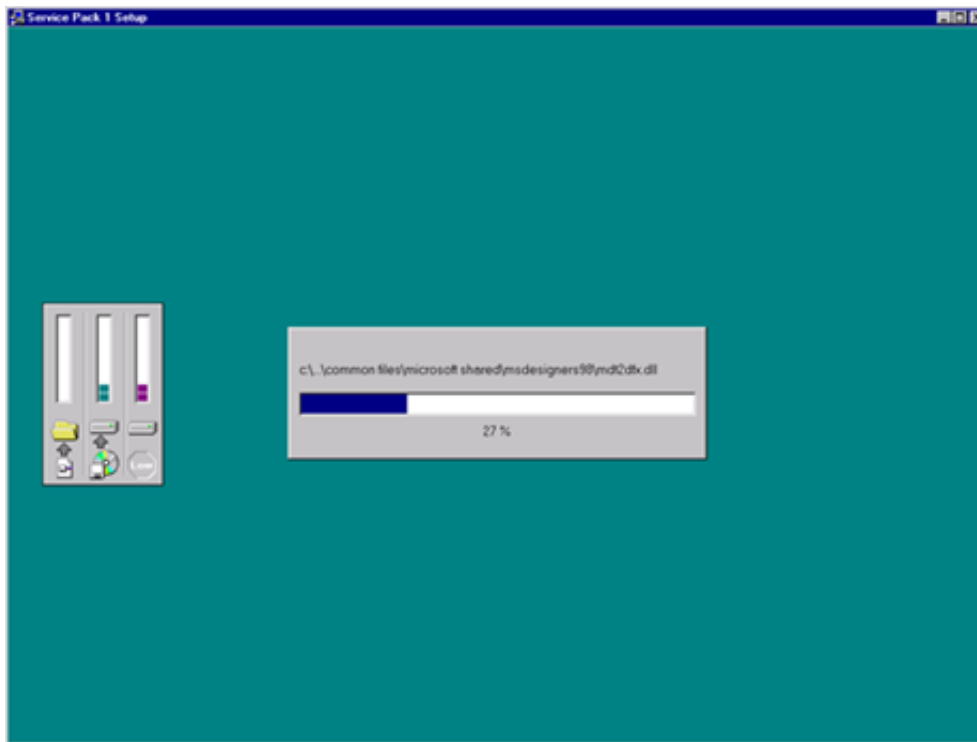 Service Pack 1 Setup
c:\..\common files\microsoft shared\msdesigners98\mdt2dfx.dll
27 %